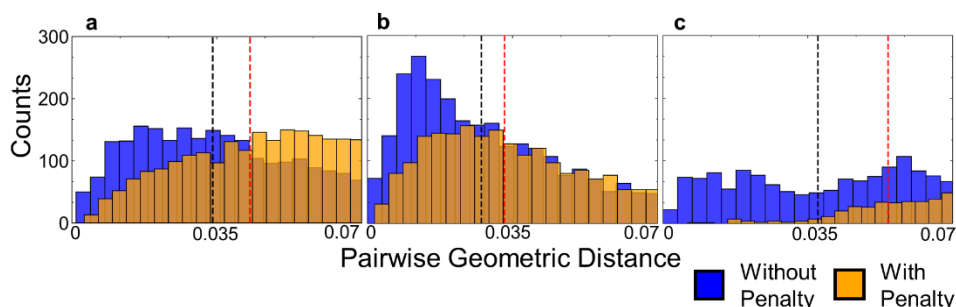 a b c
300
200
100
0
Counts
0 0.035 0.07 0 0.035 0.07 0 0.035 0.07
Pairwise Geometric Distance
Without Penalty
With Penalty